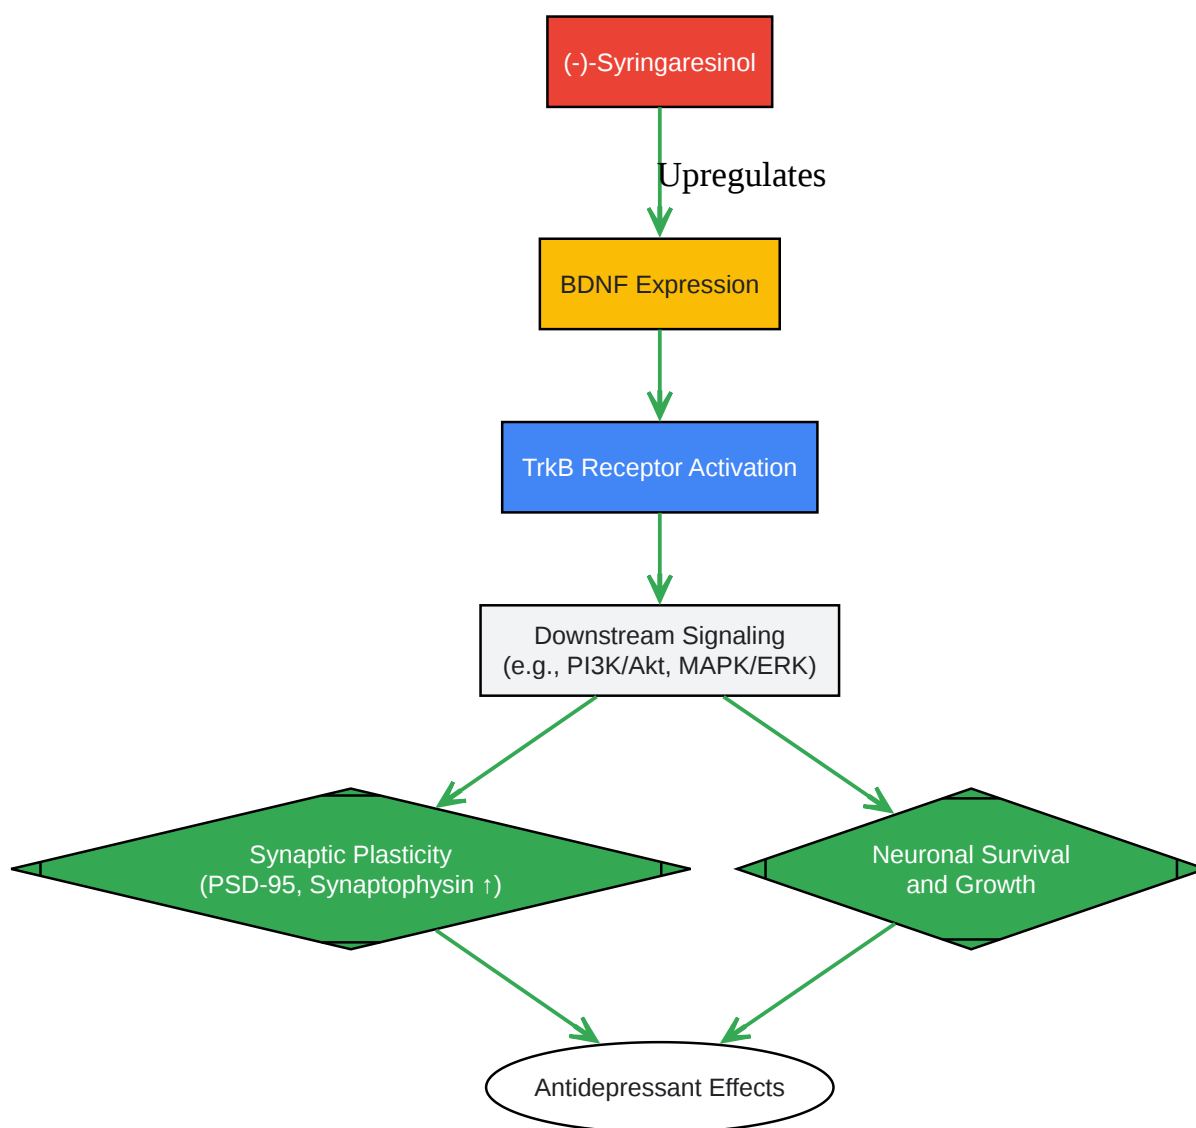 (-)-Syringaresinol
Upregulates
BDNF Expression
TrkB Receptor Activation
Downstream Signaling
(e.g., PI3K/Akt, MAPK/ERK)
Synaptic Plasticity
(PSD-95, Synaptophysin ↑)
Neuronal Survival
and Growth
Antidepressant Effects